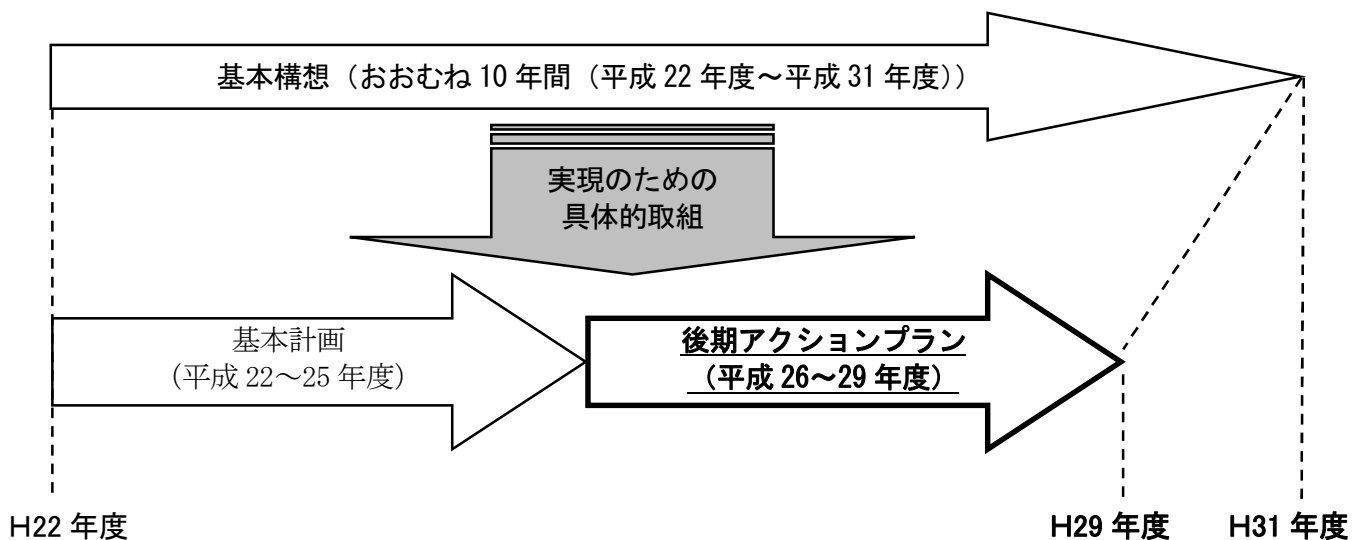 基本構想（おおむね 10 年間（平成 22 年度～平成 31 年度））
実現のための
具体的取組
基本計画
（平成 22～25 年度）
後期アクションプラン
（平成 26～29 年度）
H22 年度
H29 年度
H31 年度